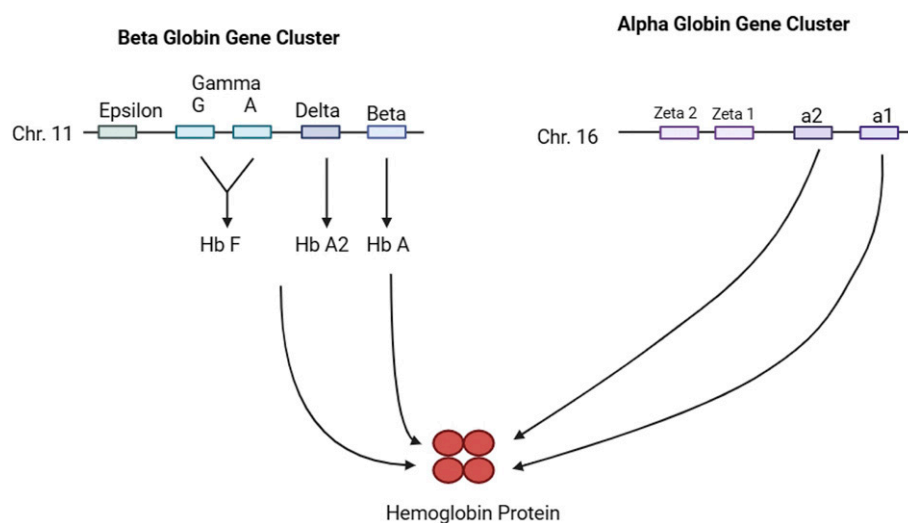 Beta Globin Gene Cluster
Alpha Globin Gene Cluster
Gamma
Epsilon G A Delta Beta
Zeta 2 Zeta 1 a2 a1
Chr. 11
Chr. 16
Hb F Hb A2 Hb A
Hemoglobin Protein